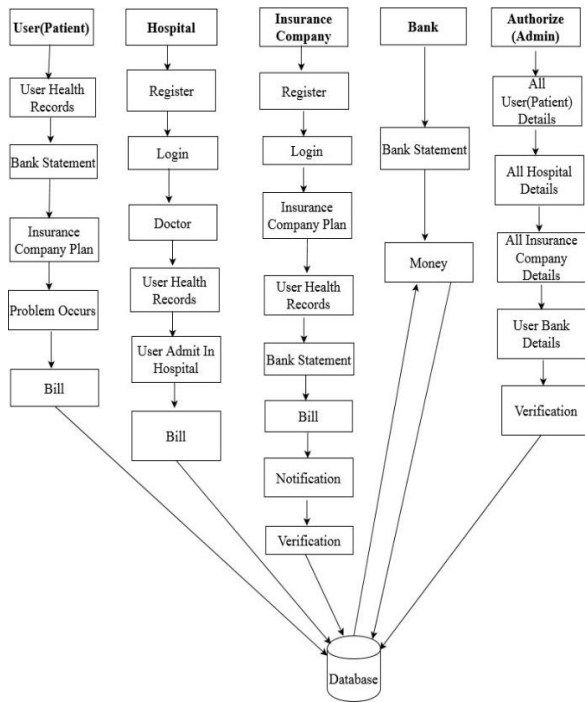 User(Patient)
User Health
Records
Bank Statement
Insurance
Company Plan
Problem Occurs
Bill
Hospital
Register
Login
Doctor
User Health
Records
User Admit In
Hospital
Bill
Insurance
Company
Register
Login
Insurance
Company Plan
User Health
Records
Bank Statement
Bill
Notification
Verification
Bank
Bank Statement
Money
Authorize
(Admin)
All
User(Patient)
Details
All Hospital
Details
All Insurance
Company
Details
User Bank
Details
Verification
Database